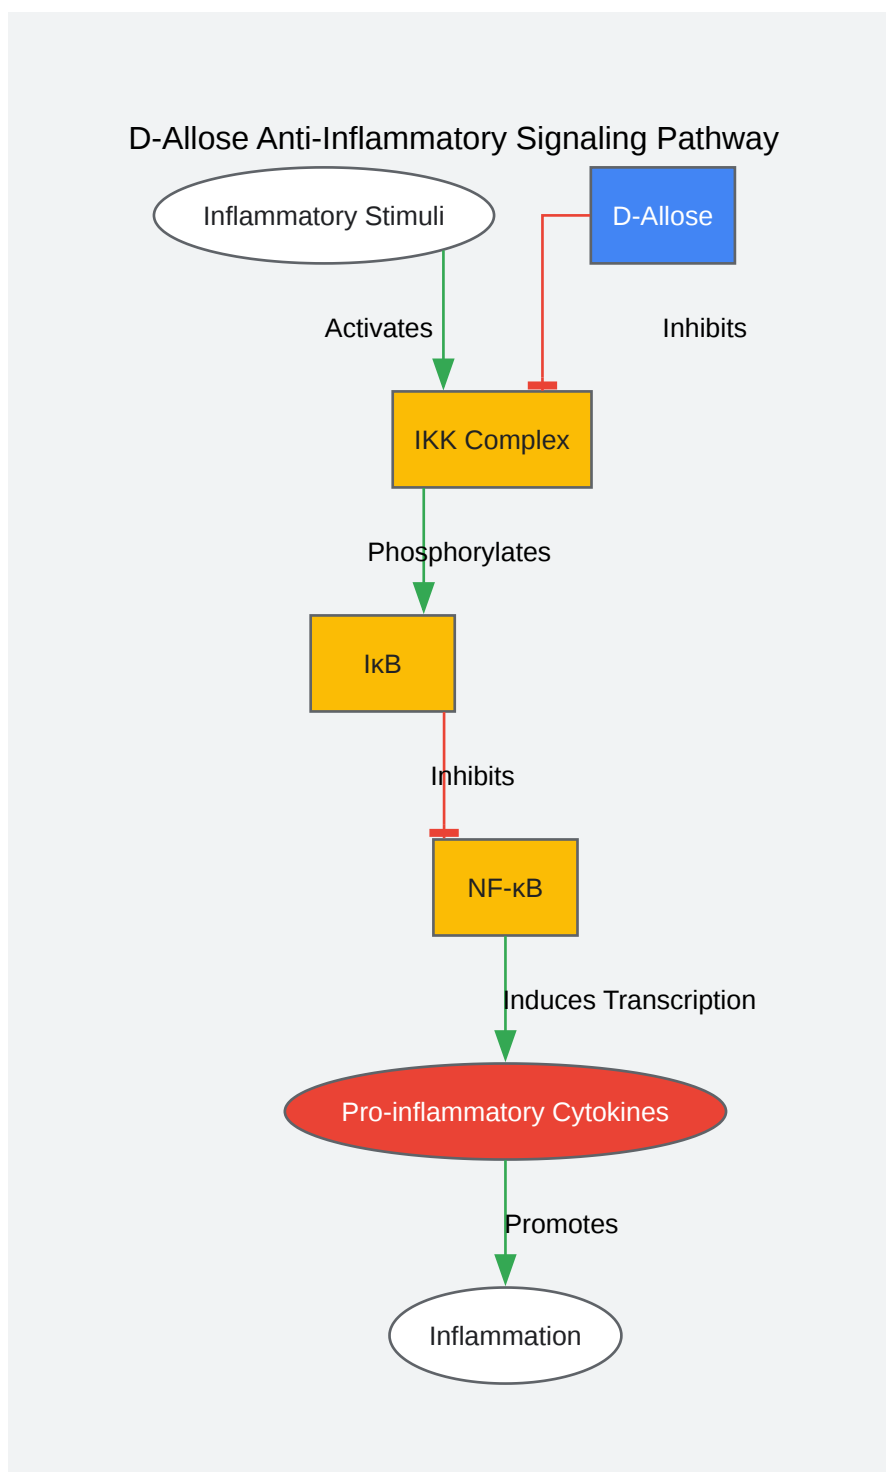 D-Allose Anti-Inflammatory Signaling Pathway
Inflammatory Stimuli
D-Allose
Activates
Inhibits
IKK Complex
Phosphorylates
IκB
Inhibits
NF-κB
Induces Transcription
Pro-inflammatory Cytokines
Promotes
Inflammation